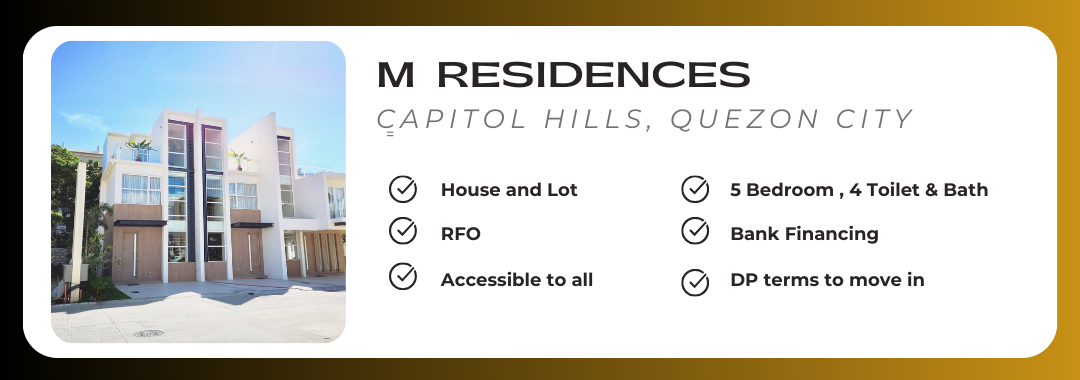 M RESIDENCES
CAPITOL HILLS, QUEZON CITY
House and Lot
RFO
Accessible to all
5 Bedroom , 4 Toilet & Bath
Bank Financing
DP terms to move in